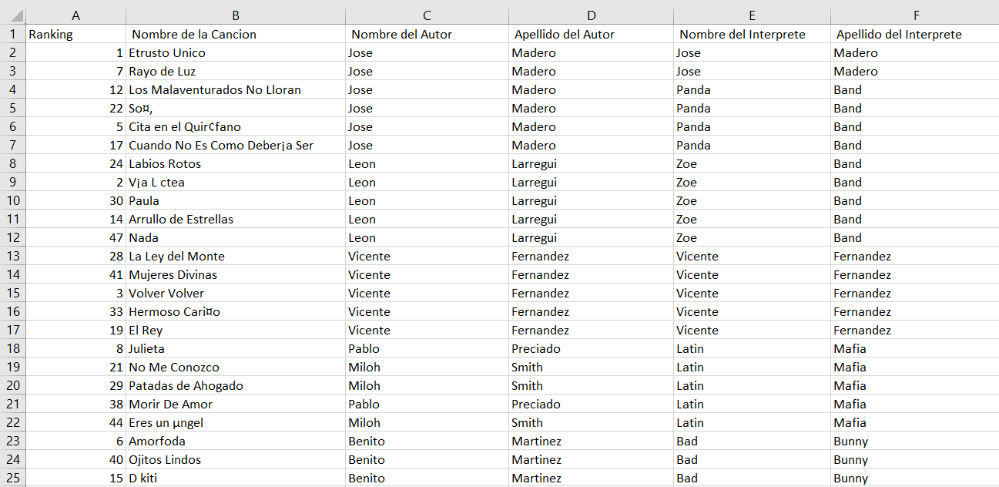 A B C D E F
1 Ranking Nombre de la Cancion Nombre del Autor Apellido del Autor Nombre del Interprete Apellido del Interprete
2 1 Etrusto Unico Jose Madero Jose Madero
3 7 Rayo de Luz Jose Madero Jose Madero
4 12 Los Malaventurados No Lloran Jose Madero Panda Band
5 22 So¤, Jose Madero Panda Band
6 5 Cita en el Quir¢fano Jose Madero Panda Band
7 17 Cuando No Es Como Deber¡a Ser Jose Madero Panda Band
8 24 Labios Rotos Leon Larregui Zoe Band
9 2 V¡a L ctea Leon Larregui Zoe Band
10 30 Paula Leon Larregui Zoe Band
11 14 Arrullo de Estrellas Leon Larregui Zoe Band
12 47 Nada Leon Larregui Zoe Band
13 28 La Ley del Monte Vicente Fernandez Vicente Fernandez
14 41 Mujeres Divinas Vicente Fernandez Vicente Fernandez
15 3 Volver Volver Vicente Fernandez Vicente Fernandez
16 33 Hermoso Cari¤o Vicente Fernandez Vicente Fernandez
17 19 El Rey Vicente Fernandez Vicente Fernandez
18 8 Julieta Pablo Preciado Latin Mafia
19 21 No Me Conozco Miloh Smith Latin Mafia
20 29 Patadas de Ahogado Miloh Smith Latin Mafia
21 38 Morir De Amor Pablo Preciado Latin Mafia
22 44 Eres un µngel Miloh Smith Latin Mafia
23 6 Amorfoda Benito Martinez Bad Bunny
24 40 Ojitos Lindos Benito Martinez Bad Bunny
25 15 D kiti Benito Martinez Bad Bunny